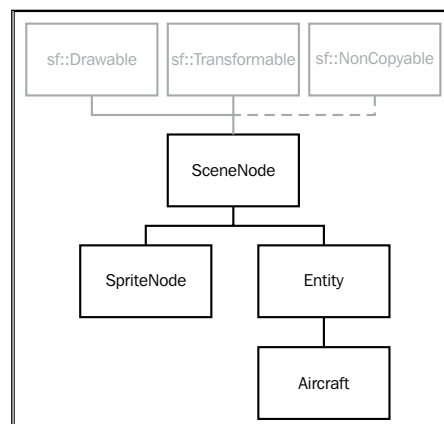 sf::Drawable
sf::Transformable
sf::NonCopyable
SceneNode
SpriteNode
Entity
Aircraft